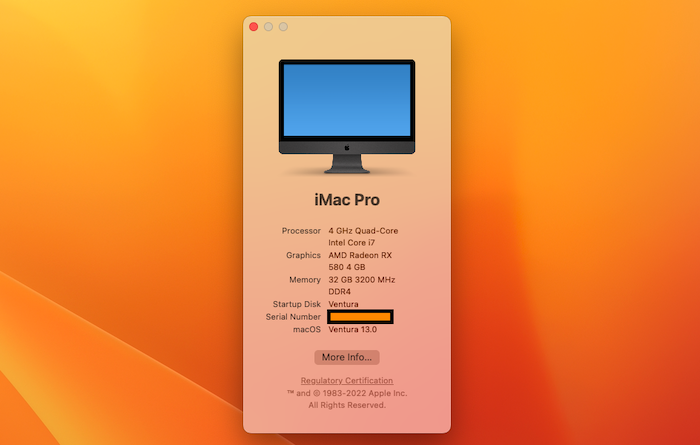 iMac Pro
Processor 4 GHz Quad-Core
Intel Core i7
Graphics AMD Radeon RX
580 4 GB
Memory 32 GB 3200 MHz
DDR4
Startup Disk Ventura
Serial Number
macOS Ventura 13.0
More Info...
Regulatory Certification
™ and © 1983-2022 Apple Inc.
All Rights Reserved.